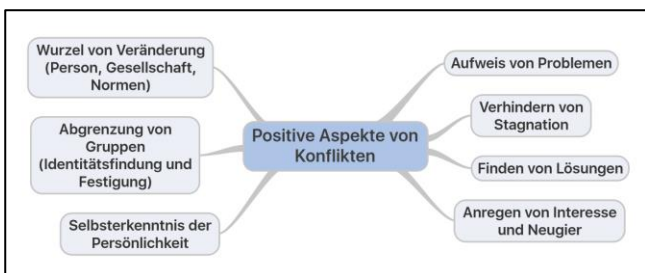 Positive Aspekte von
Konflikten
Wurzel von Veränderung
(Person, Gesellschaft,
Normen)
Abgrenzung von
Gruppen
(Identitätsfindung und
Festigung)
Selbsterkenntnis der
Persönlichkeit
Aufweis von Problemen
Verhindern von
Stagnation
Finden von Lösungen
Anregen von Interesse
und Neugier